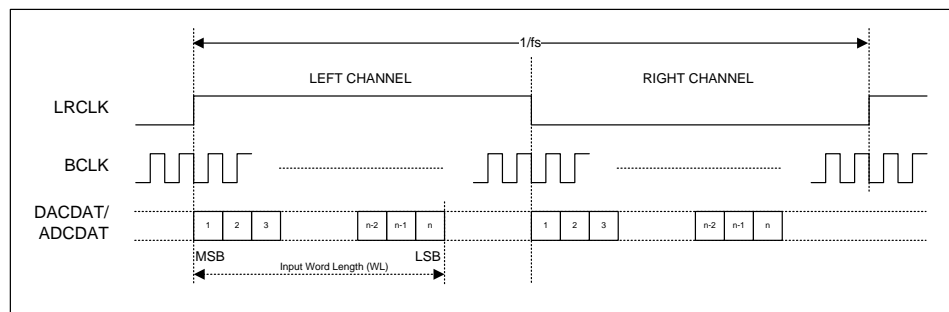 1/fs
LEFT CHANNEL RIGHT CHANNEL
LRCLK
BCLK
DACDAT/
ADCDAT
1 2 3 n-2 n-1 n 1 2 3 n-2 n-1 n
MSB LSB
Input Word Length (WL)